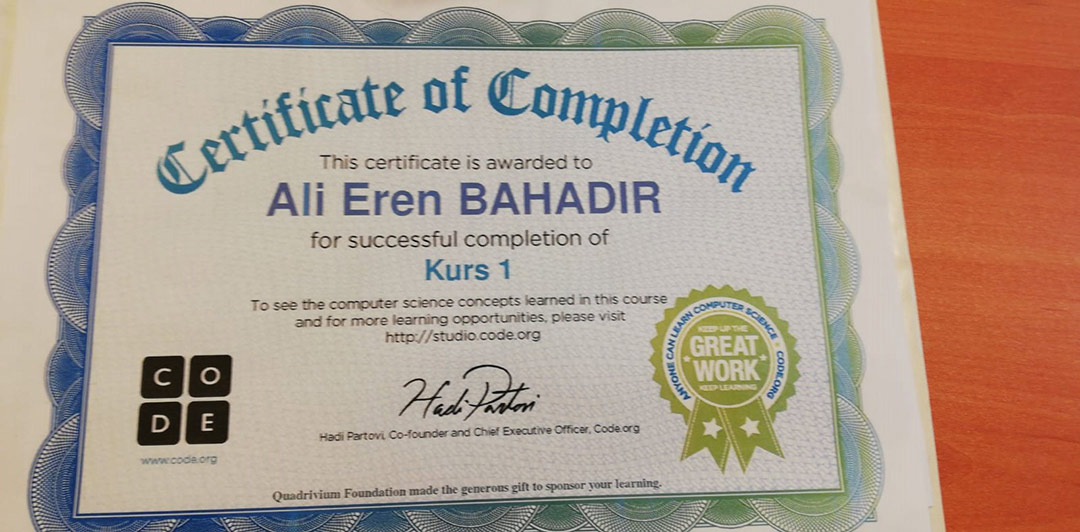 Certificate of Completion
This certificate is awarded to
Ali Eren BAHADIR
for successful completion of
Kurs 1
To see the computer science concepts learned in this course
and for more learning opportunities, please visit
http://studio.code.org
ANYONE CAN LEARN COMPUTER SCIENCE • CODE.ORG
KEEP UP THE
GREAT
WORK
KEEP LEARNING
C O
D E
www.code.org
Hadi Partovi
Hadi Partovi, Co-founder and Chief Executive Officer, Code.org
Quadrivium Foundation made the generous gift to sponsor your learning.